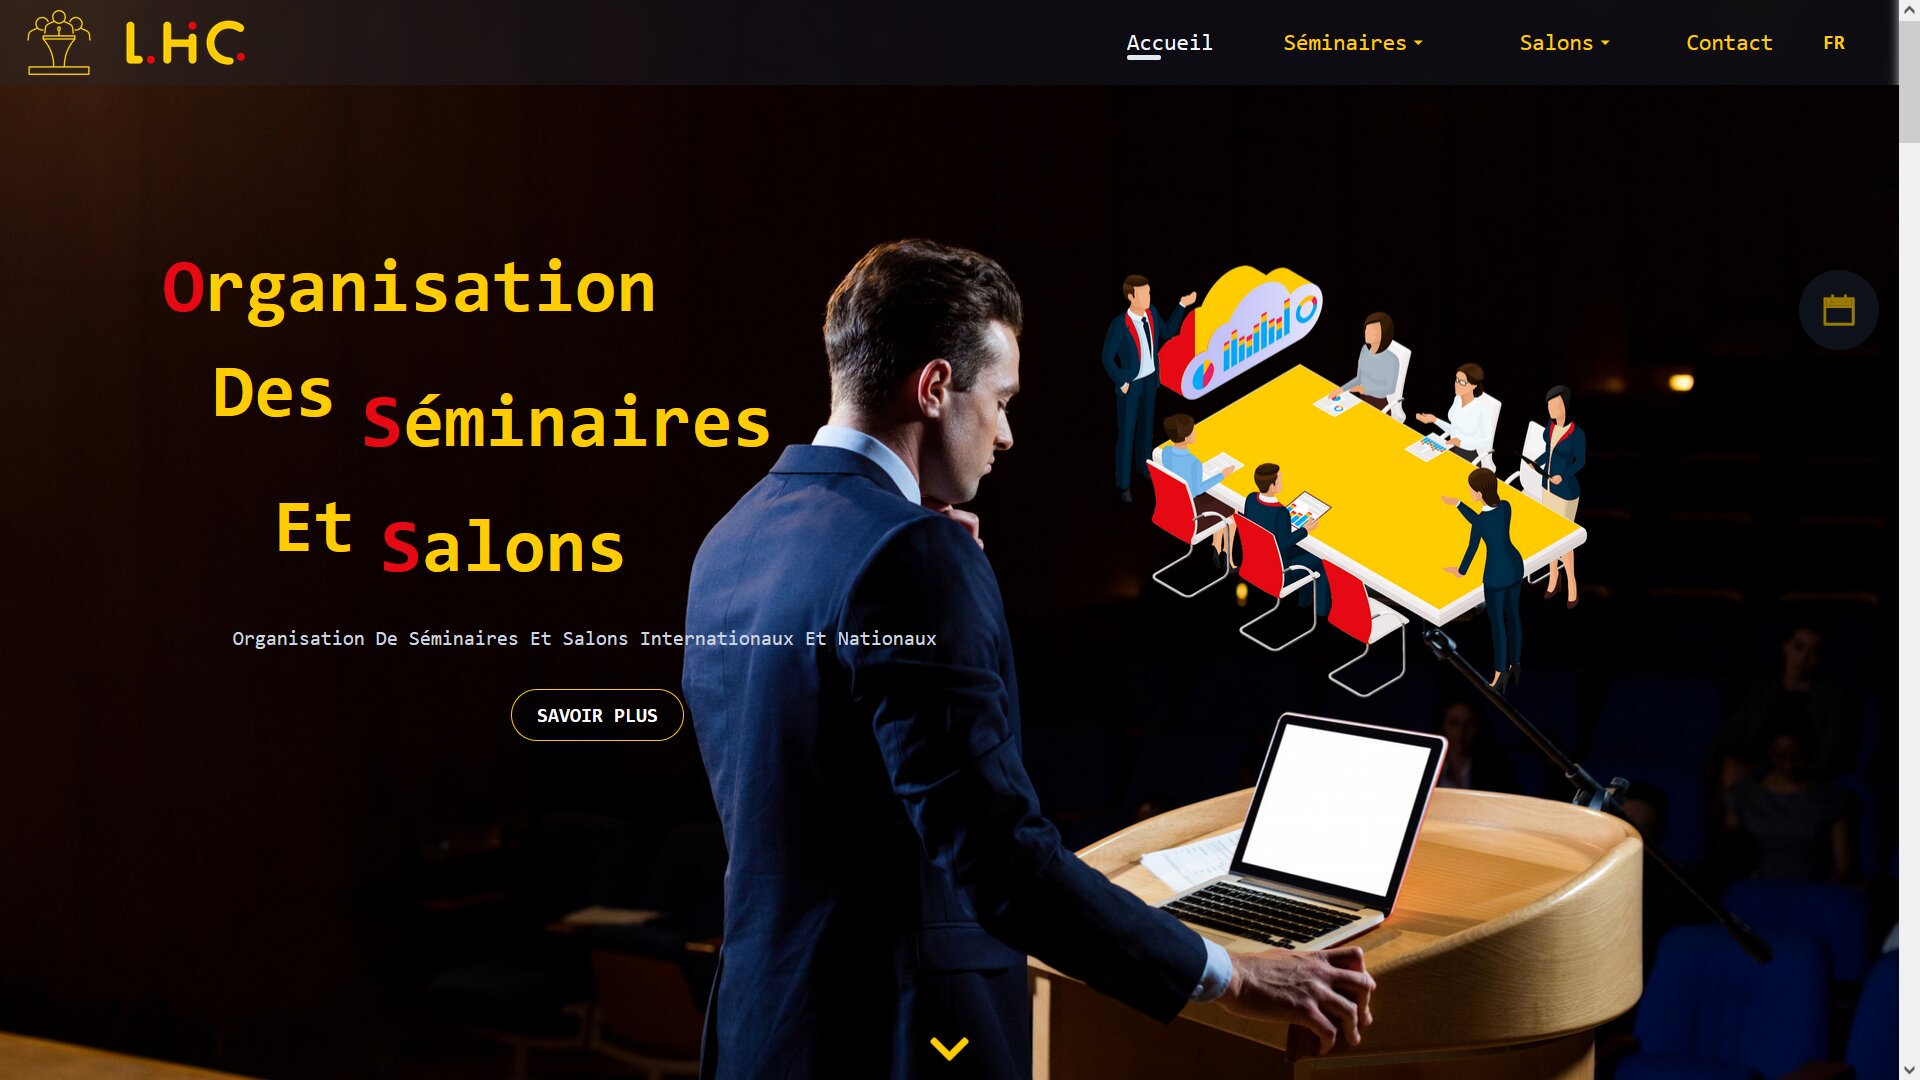 L.HC.
Accueil
Séminaires
Salons
Contact
FR
Organisation
Des Séminaires
Et Salons
Organisation De Séminaires Et Salons Internationaux Et Nationaux
SAVOIR PLUS